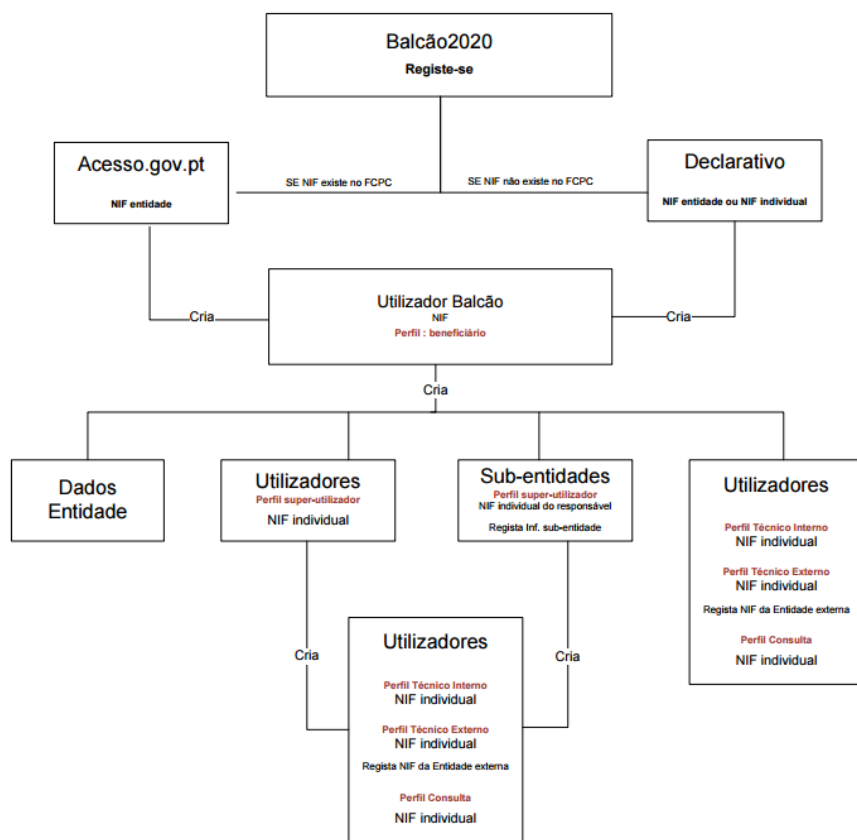 Balcão2020
Registe-se
Acesso.gov.pt
NIF entidade
SE NIF existe no FCPC
SE NIF não existe no FCPC
Declarativo
NIF entidade ou NIF individual
Cria
Utilizador Balcão
NIF
Perfil : beneficiário
Cria
Cria
Dados
Entidade
Utilizadores
Perfil super-utilizador
NIF individual
Sub-entidades
Perfil super-utilizador
NIF individual do responsável
Regista Inf. sub-entidade
Utilizadores
Perfil Técnico Interno
NIF individual
Perfil Técnico Externo
NIF individual
Regista NIF da Entidade externa
Perfil Consulta
NIF individual
Cria
Cria
Utilizadores
Perfil Técnico Interno
NIF individual
Perfil Técnico Externo
NIF individual
Regista NIF da Entidade externa
Perfil Consulta
NIF individual